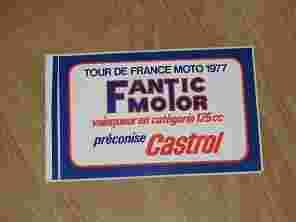 TOUR DE FRANCE MOTO 1977
FANTIC
MOTOR
vainqueur en catégorie 125cc
préconise Castrol